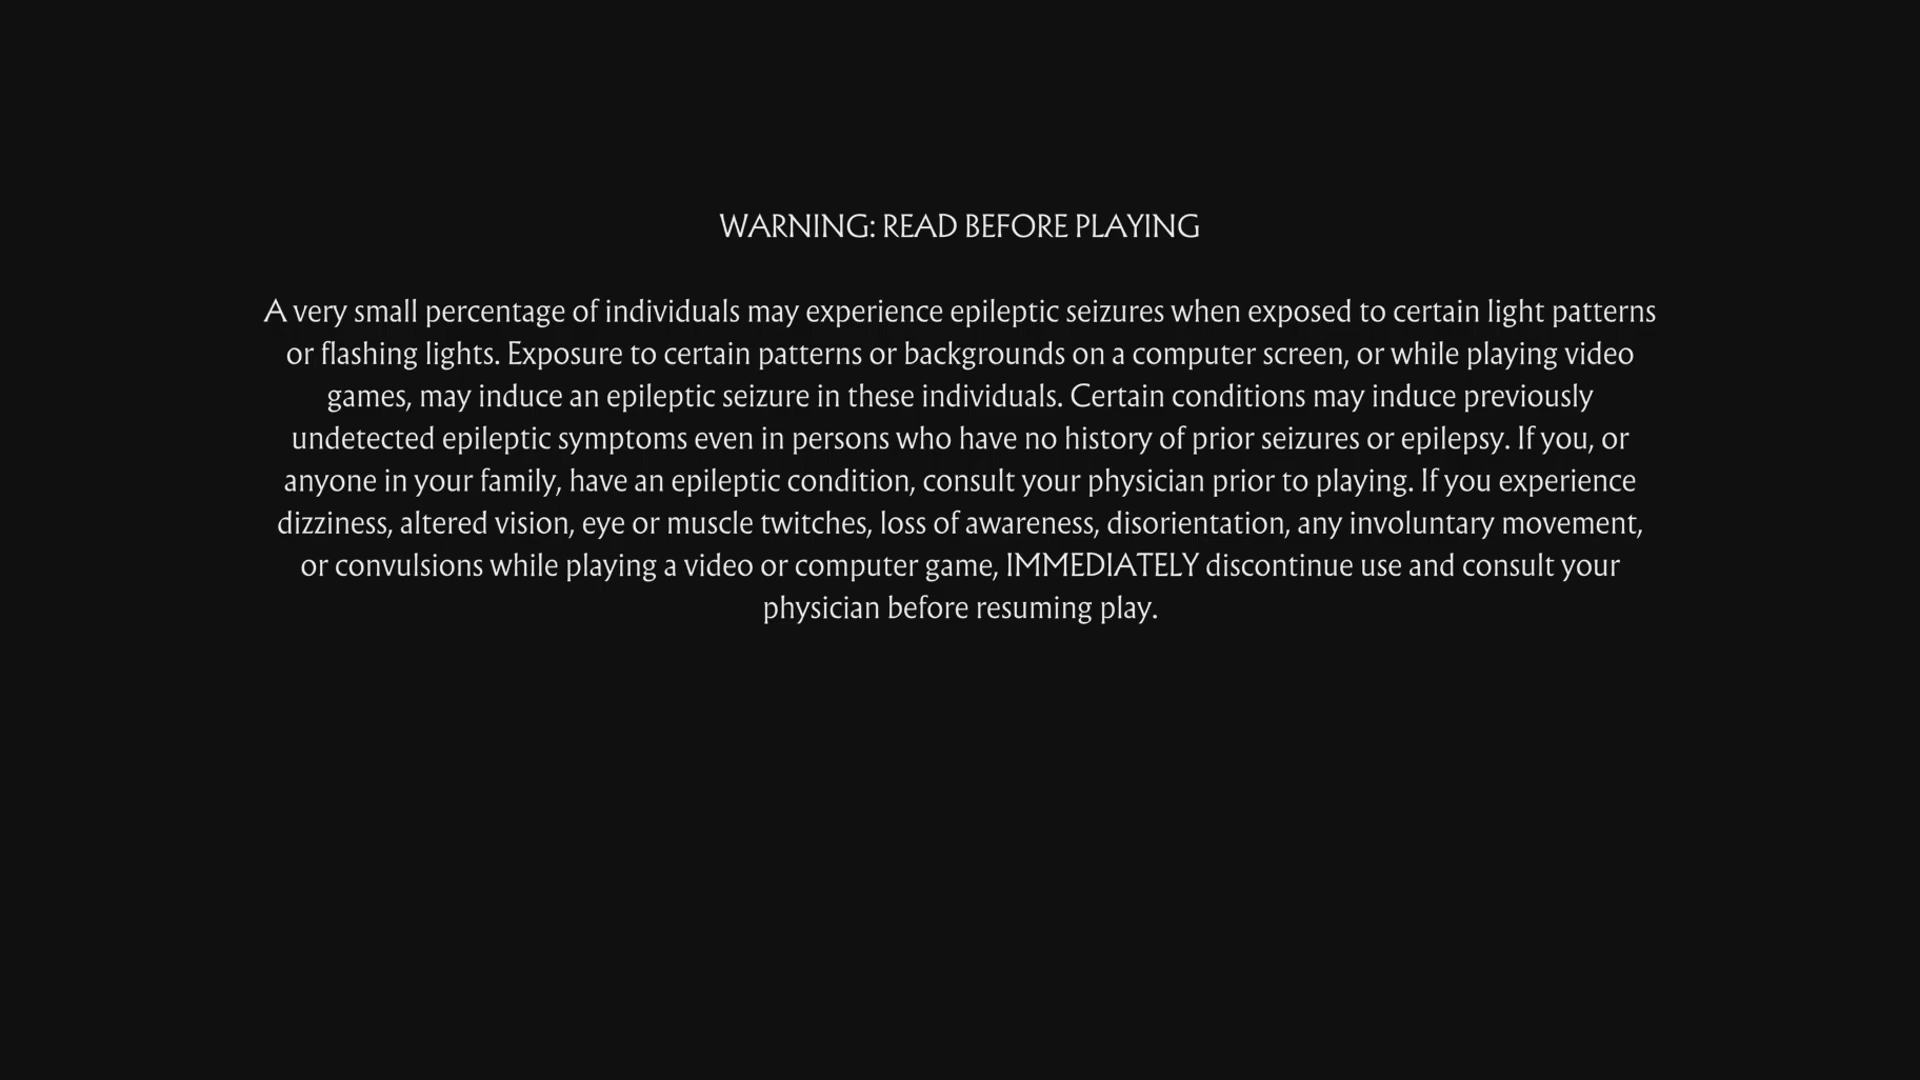 WARNING: READ BEFORE PLAYING
A very small percentage of individuals may experience epileptic seizures when exposed to certain light patterns
or flashing lights. Exposure to certain patterns or backgrounds on a computer screen, or while playing video
games, may induce an epileptic seizure in these individuals. Certain conditions may induce previously
undetected epileptic symptoms even in persons who have no history of prior seizures or epilepsy. If you, or
anyone in your family, have an epileptic condition, consult your physician prior to playing. If you experience
dizziness, altered vision, eye or muscle twitches, loss of awareness, disorientation, any involuntary movement,
or convulsions while playing a video or computer game, IMMEDIATELY discontinue use and consult your
physician before resuming play.